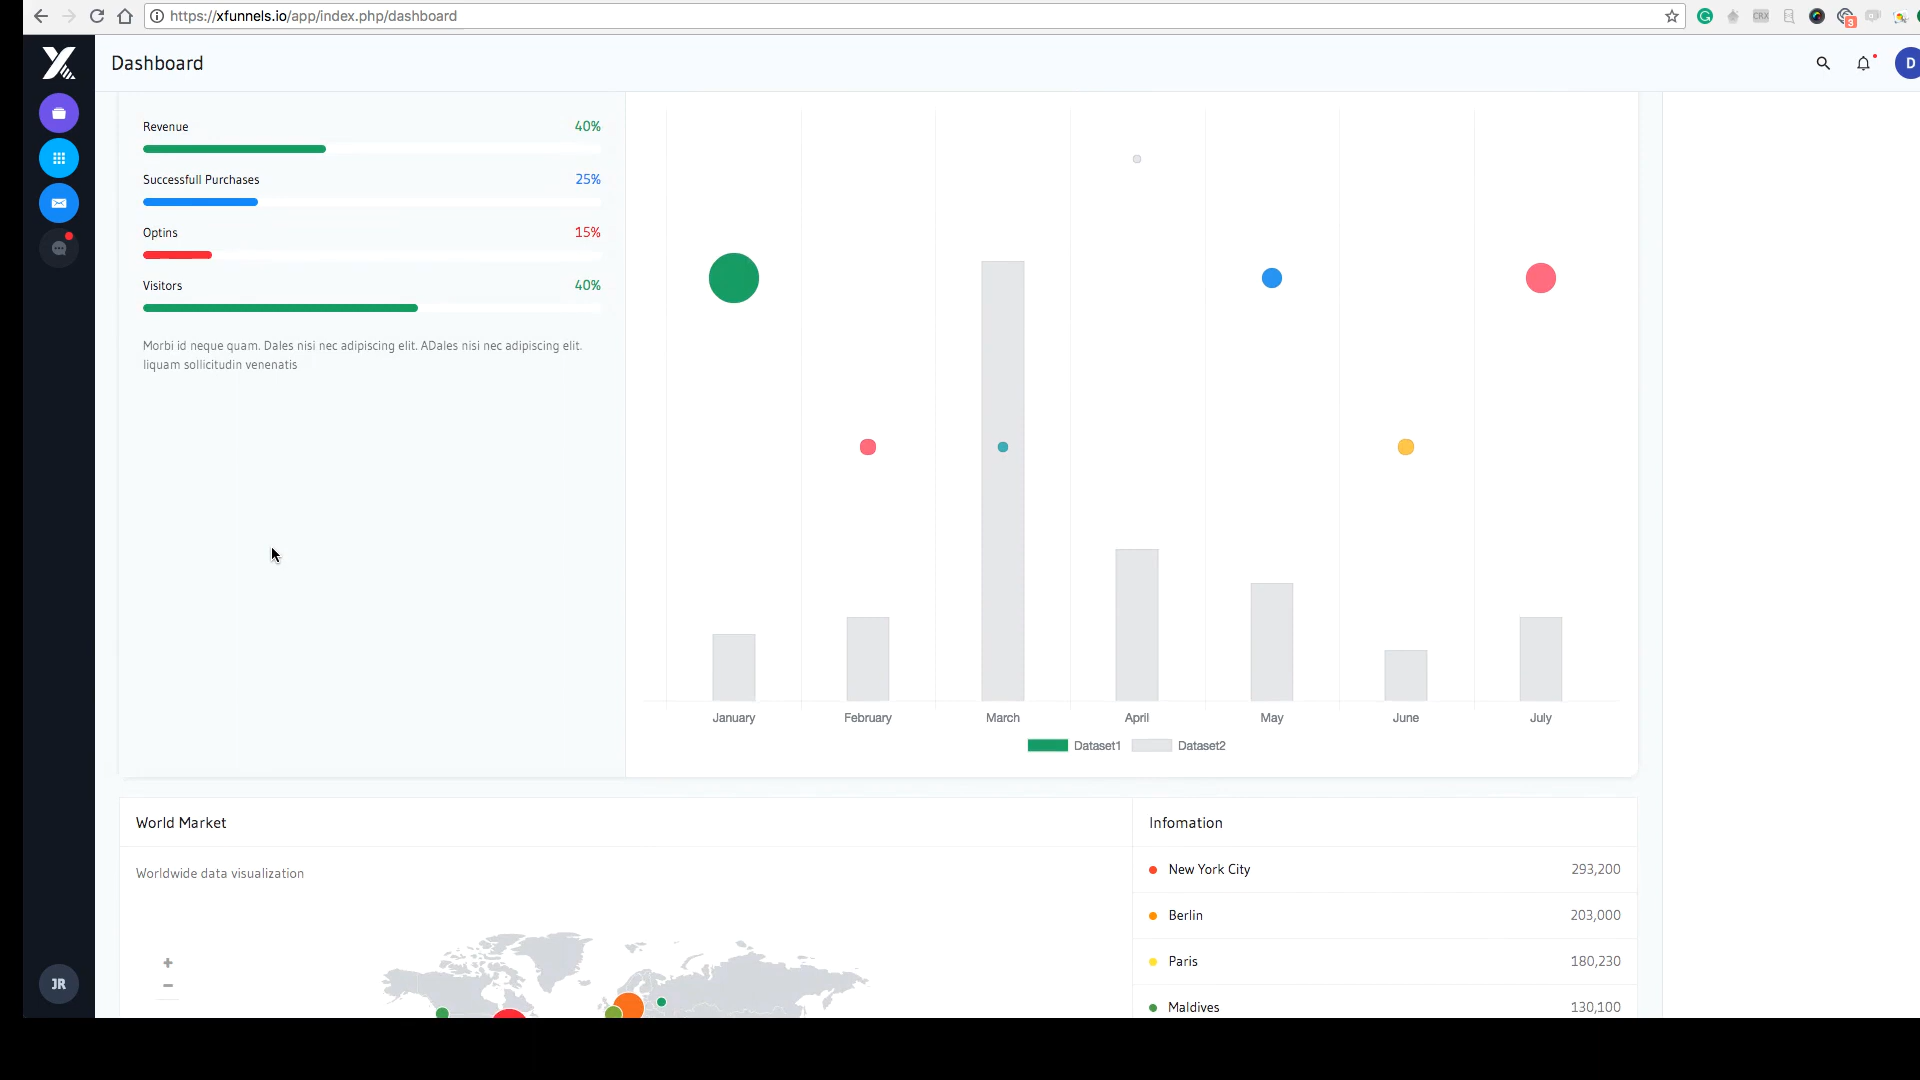 https://xfunnels.io/app/index.php/dashboard
CRX
3
Dashboard
D
Revenue 40%
Successfull Purchases 25%
Optins 15%
Visitors 40%
Morbi id neque quam. Dales nisi nec adipiscing elit. ADales nisi nec adipiscing elit.
liquam sollicitudin venenatis
January February March April May June July
Dataset1 Dataset2
World Market
Worldwide data visualization
+
−
Infomation
New York City 293,200
Berlin 203,000
Paris 180,230
Maldives 130,100
JR